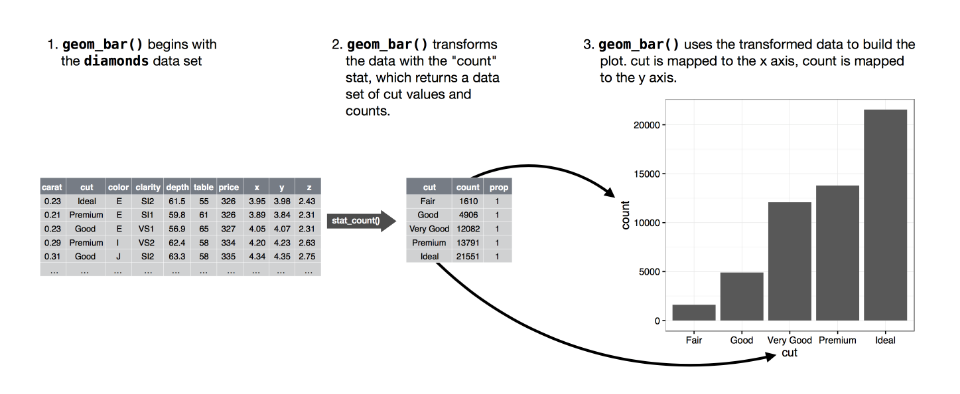 1. geom_bar() begins with
the diamonds data set
2. geom_bar() transforms
the data with the "count"
stat, which returns a data
set of cut values and
counts.
3. geom_bar() uses the transformed data to build the
plot. cut is mapped to the x axis, count is mapped
to the y axis.
carat cut color clarity depth table price x y z
0.23 Ideal E SI2 61.5 55 326 3.95 3.98 2.43
0.21 Premium E SI1 59.8 61 326 3.89 3.84 2.31
0.23 Good E VS1 56.9 65 327 4.05 4.07 2.31
0.29 Premium I VS2 62.4 58 334 4.20 4.23 2.63
0.31 Good J SI2 63.3 58 335 4.34 4.35 2.75
... ... ... ... ... ... ... ... ... ...
stat_count()
cut count prop
Fair 1610 1
Good 4906 1
Very Good 12082 1
Premium 13791 1
Ideal 21551 1
20000
15000
10000
5000
0
count
Fair Good Very Good Premium Ideal
cut